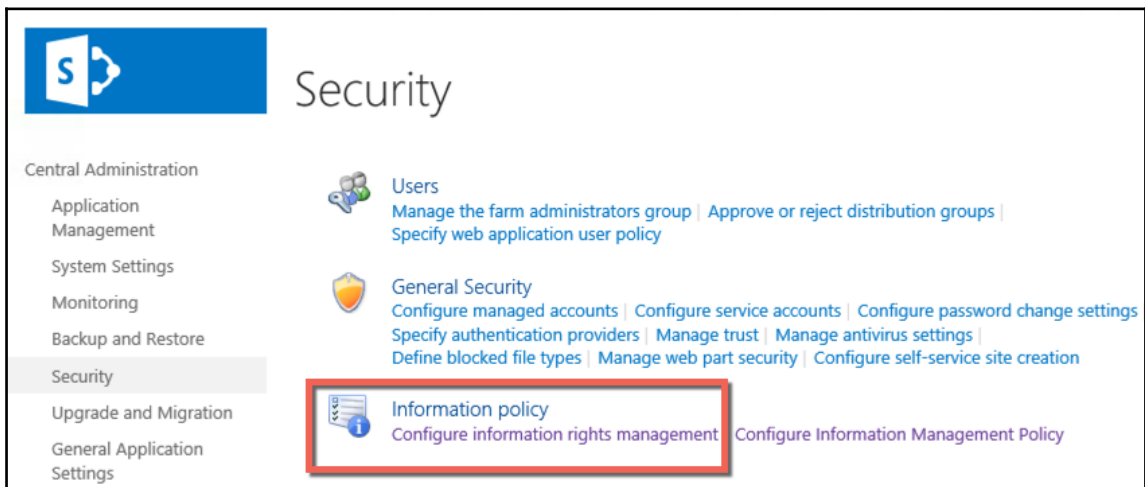 S
Security
Central Administration
Application
Management
System Settings
Monitoring
Backup and Restore
Security
Upgrade and Migration
General Application
Settings
Users
Manage the farm administrators group | Approve or reject distribution groups |
Specify web application user policy
General Security
Configure managed accounts | Configure service accounts | Configure password change settings
Specify authentication providers | Manage trust | Manage antivirus settings |
Define blocked file types | Manage web part security | Configure self-service site creation
Information policy
Configure information rights management Configure Information Management Policy